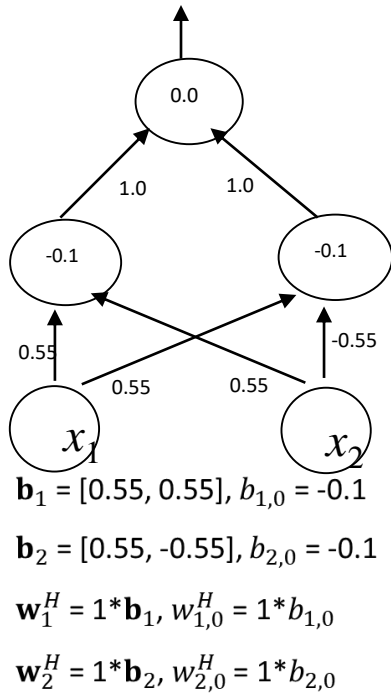 0.0
1.0 1.0
-0.1 -0.1
0.55 -0.55
0.55 0.55
x₁ x₂
b₁ = [0.55, 0.55], b₁,₀ = -0.1
b₂ = [0.55, -0.55], b₂,₀ = -0.1
w₁ᴴ = 1*b₁, w₁,₀ᴴ = 1*b₁,₀
w₂ᴴ = 1*b₂, w₂,₀ᴴ = 1*b₂,₀